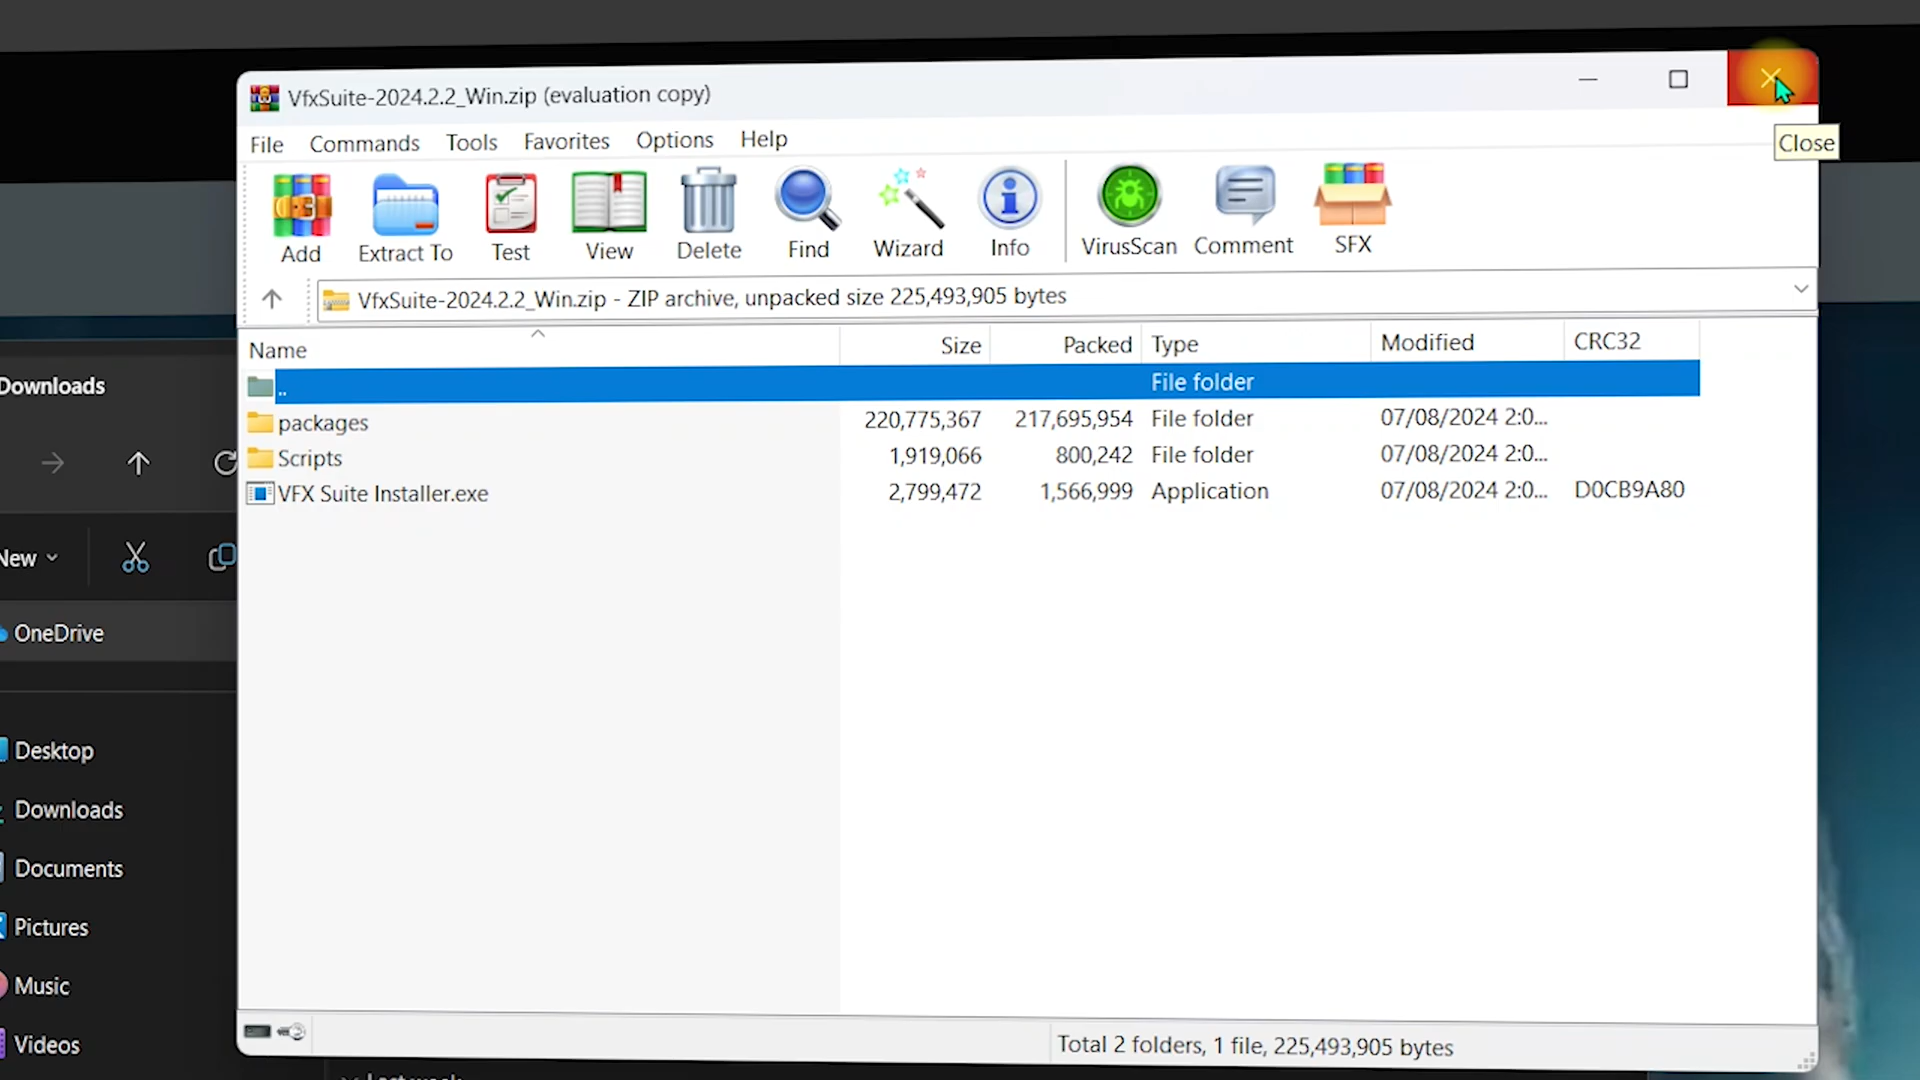 VfxSuite-2024.2.2_Win.zip (evaluation copy)
Close
File Commands Tools Favorites Options Help
Add Extract To Test View Delete Find Wizard Info VirusScan Comment SFX
VfxSuite-2024.2.2_Win.zip - ZIP archive, unpacked size 225,493,905 bytes
Name Size Packed Type Modified CRC32
.. File folder
packages 220,775,367 217,695,954 File folder 07/08/2024 2:0...
Scripts 1,919,066 800,242 File folder 07/08/2024 2:0...
VFX Suite Installer.exe 2,799,472 1,566,999 Application 07/08/2024 2:0... D0CB9A80
Total 2 folders, 1 file, 225,493,905 bytes
Downloads
New
OneDrive
Desktop
Downloads
Documents
Pictures
Music
Videos